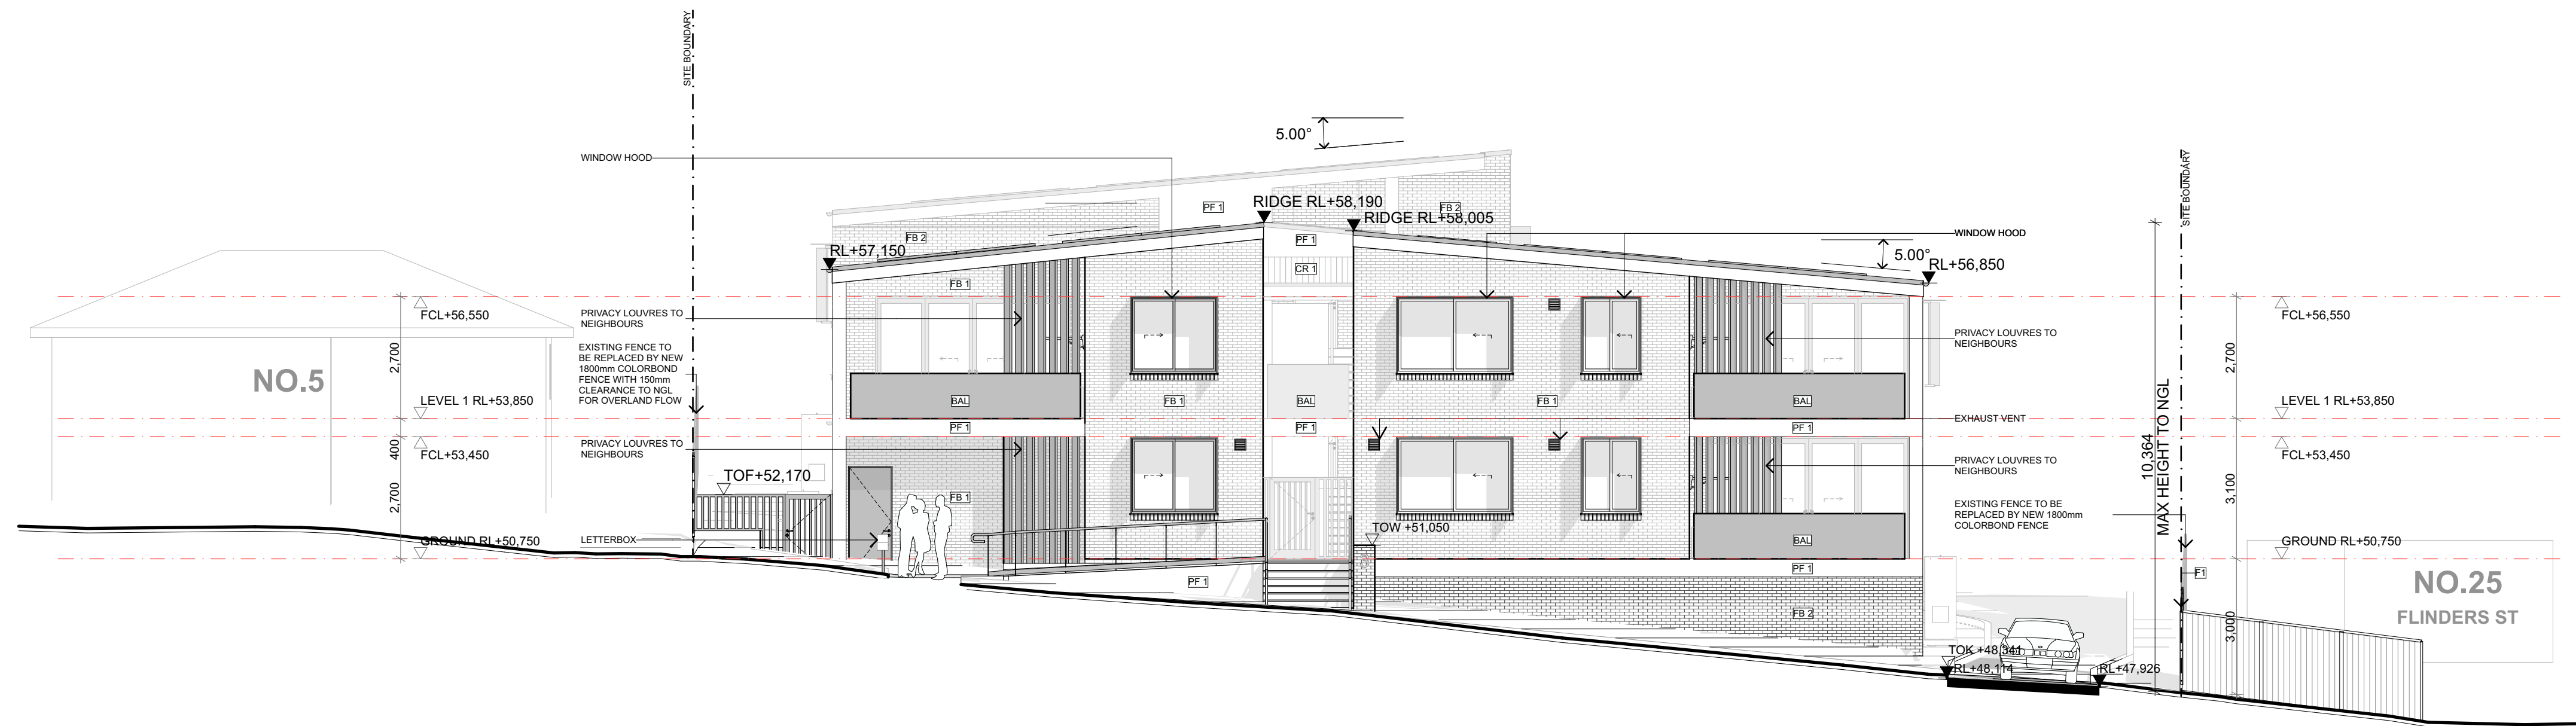 SITE BOUNDARY
5.00°
WINDOW HOOD
SITE BOUNDARY
PF 1
RIDGE RL+58,190
FB 2
RIDGE RL+58,005
FB 2
PF 1
WINDOW HOOD
RL+57,150
5.00°
RL+56,850
CR 1
FB 1
FCL+56,550
PRIVACY LOUVRES TO
NEIGHBOURS
FCL+56,550
PRIVACY LOUVRES TO
NEIGHBOURS
EXISTING FENCE TO
BE REPLACED BY NEW
1800mm COLORBOND
FENCE WITH 150mm
CLEARANCE TO NGL
FOR OVERLAND FLOW
2,700
2,700
NO.5
LEVEL 1 RL+53,850
BAL
FB 1
BAL
FB 1
BAL
LEVEL 1 RL+53,850
EXHAUST VENT
PF 1
PF 1
PF 1
400
FCL+53,450
PRIVACY LOUVRES TO
NEIGHBOURS
FCL+53,450
PRIVACY LOUVRES TO
NEIGHBOURS
10,364
MAX HEIGHT TO NGL
TOF+52,170
2,700
FB 1
3,100
EXISTING FENCE TO BE
REPLACED BY NEW 1800mm
COLORBOND FENCE
TOW +51,050
GROUND RL+50,750
LETTERBOX
BAL
GROUND RL+50,750
PF 1
PF 1
F1
NO.25
FLINDERS ST
FB 2
3,000
TOK +48,341
RL+48,114
RL+47,926